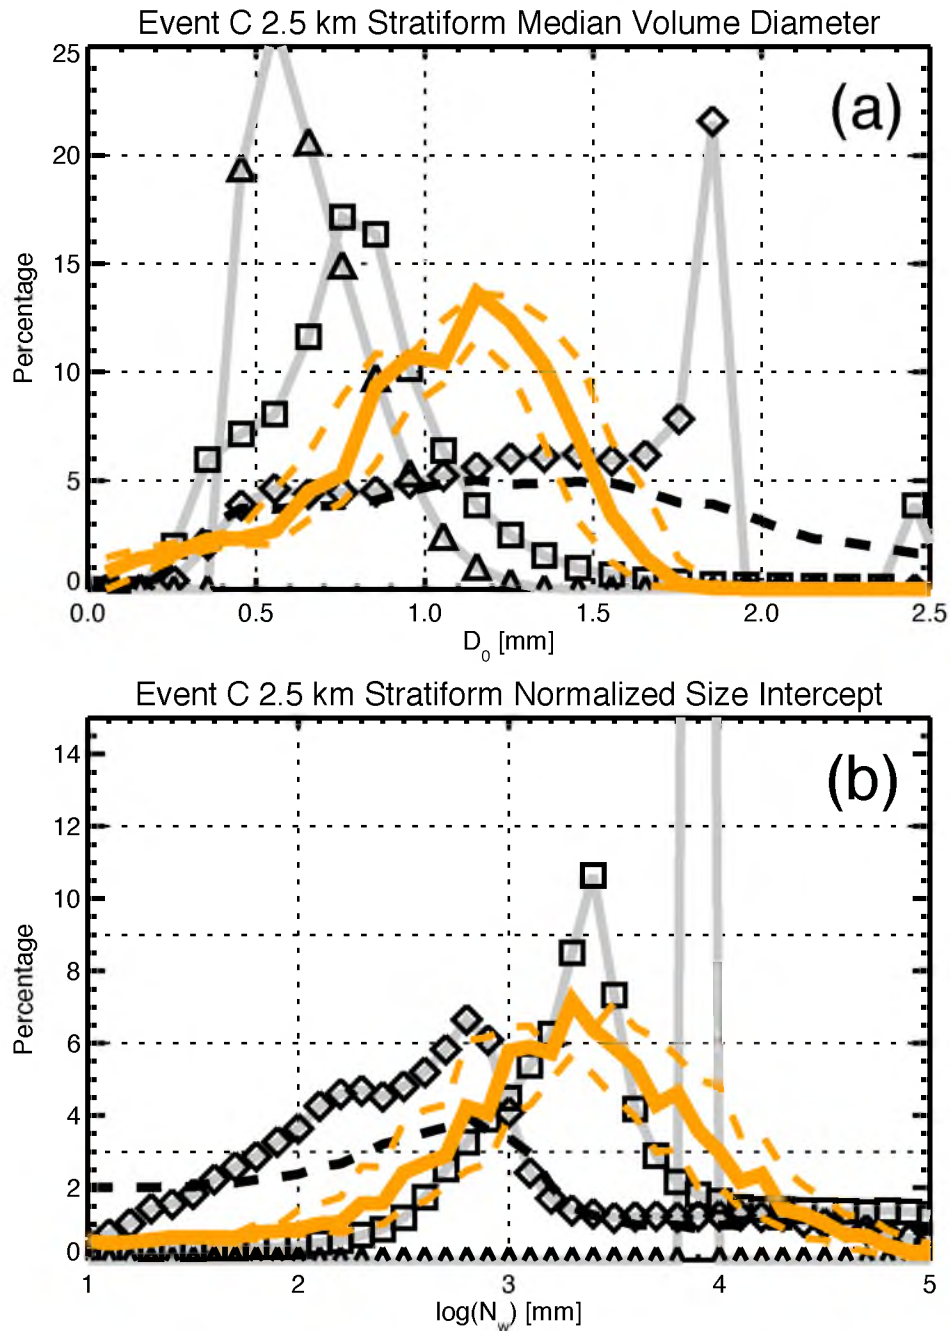 Event C 2.5 km Stratiform Median Volume Diameter
(a)
25
20
15
10
5
0
Percentage
0.0 0.5 1.0 1.5 2.0 2.5
D0 [mm]
Event C 2.5 km Stratiform Normalized Size Intercept
(b)
14
12
10
8
6
4
2
0
Percentage
1 2 3 4 5
log(Nw) [mm]